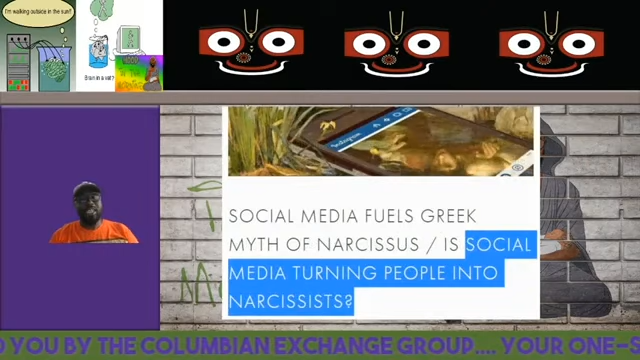 I'm walking outside in the sun!!
Brain in a vat?
Instagram
SOCIAL MEDIA FUELS GREEK
MYTH OF NARCISSUS / IS SOCIAL
MEDIA TURNING PEOPLE INTO
NARCISSISTS?
D YOU BY THE COLUMBIAN EXCHANGE GROUP.... YOUR ONE-S